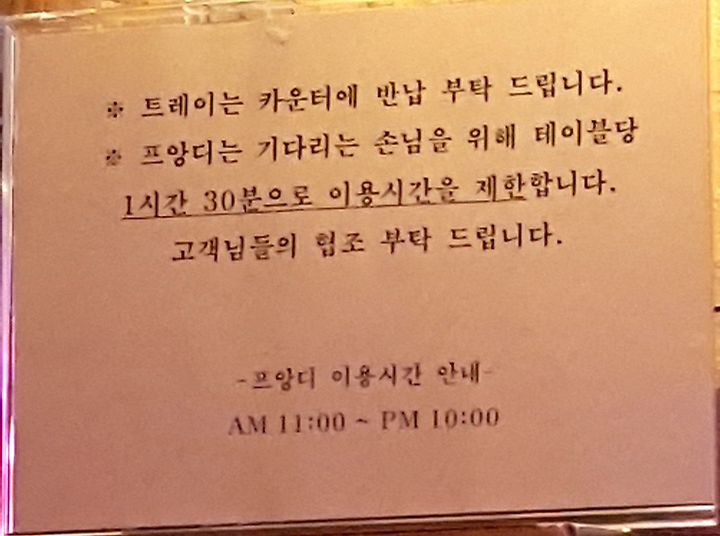 ※ 트레이는 카운터에 반납 부탁 드립니다.
※ 프앙디는 기다리는 손님을 위해 테이블당
1시간 30분으로 이용시간을 제한합니다.
고객님들의 협조 부탁 드립니다.
-프앙디 이용시간 안내-
AM 11:00 ~ PM 10:00